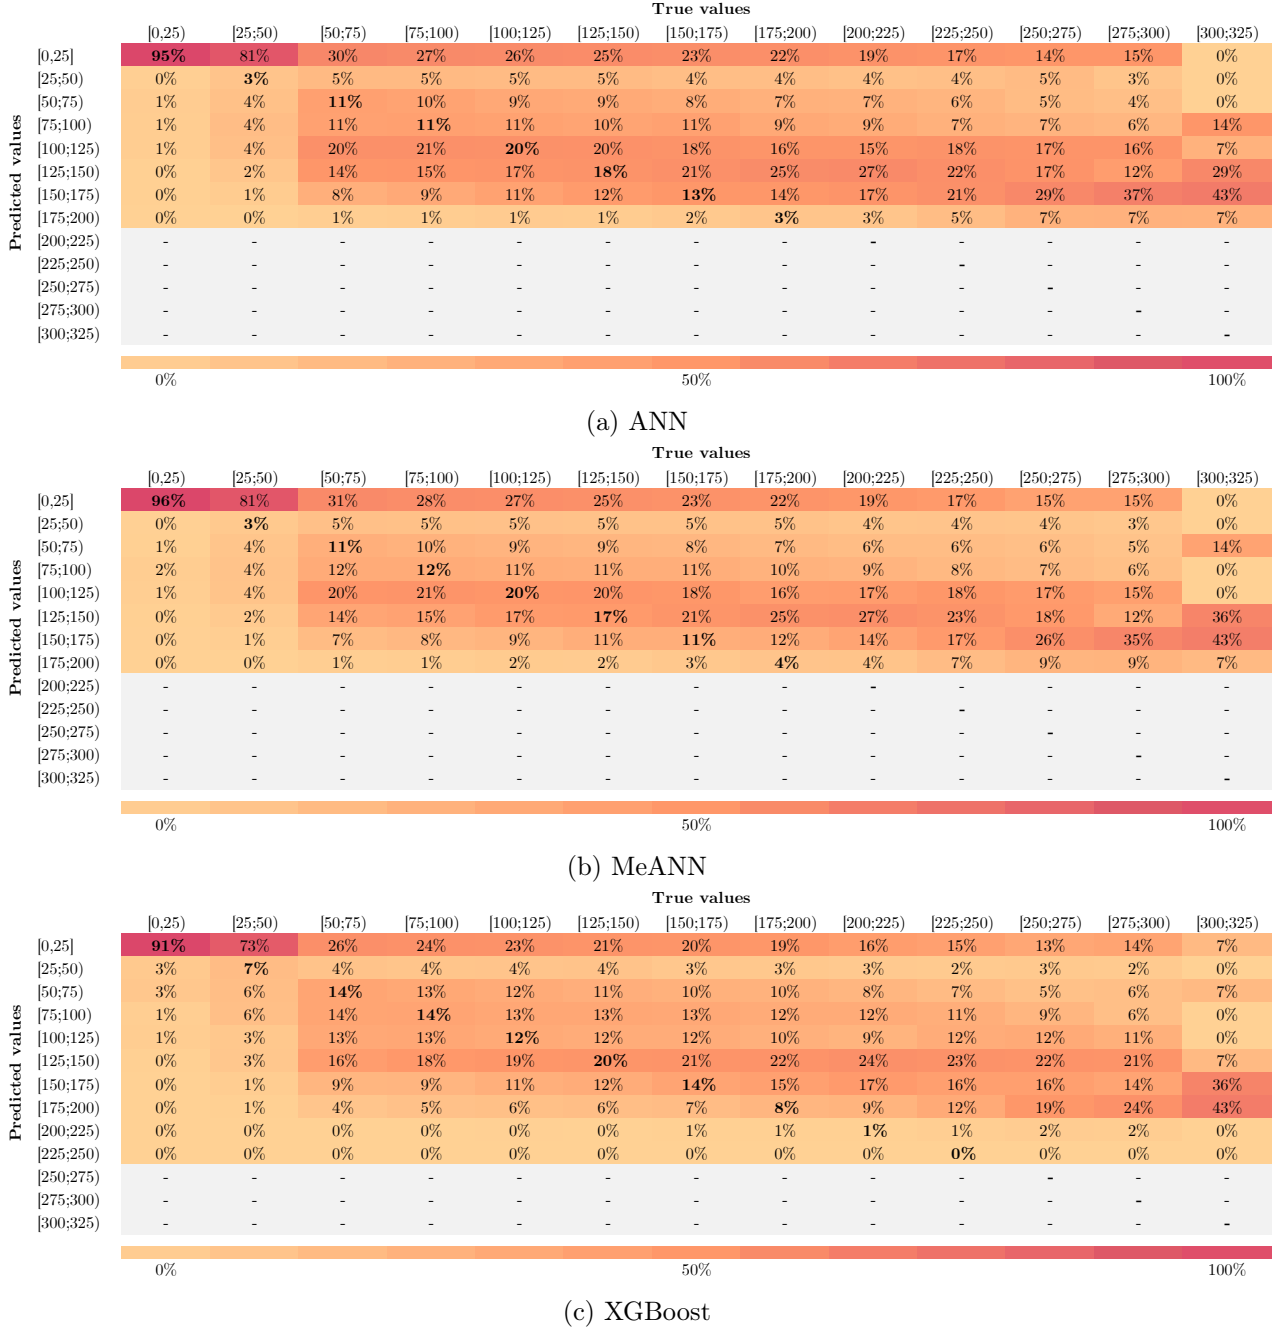 True values
[0,25) [25;50) [50;75) [75;100) [100;125) [125;150) [150;175) [175;200) [200;225) [225;250) [250;275) [275;300) [300;325)
Predicted values
[0,25] 95% 81% 30% 27% 26% 25% 23% 22% 19% 17% 14% 15% 0%
[25;50) 0% 3% 5% 5% 5% 5% 4% 4% 4% 4% 5% 3% 0%
[50;75) 1% 4% 11% 10% 9% 9% 8% 7% 7% 6% 5% 4% 0%
[75;100) 1% 4% 11% 11% 11% 10% 11% 9% 9% 7% 7% 6% 14%
[100;125) 1% 4% 20% 21% 20% 20% 18% 16% 15% 18% 17% 16% 7%
[125;150) 0% 2% 14% 15% 17% 18% 21% 25% 27% 22% 17% 12% 29%
[150;175) 0% 1% 8% 9% 11% 12% 13% 14% 17% 21% 29% 37% 43%
[175;200) 0% 0% 1% 1% 1% 1% 2% 3% 3% 5% 7% 7% 7%
[200;225) - - - - - - - - - - - - -
[225;250) - - - - - - - - - - - - -
[250;275) - - - - - - - - - - - - -
[275;300) - - - - - - - - - - - - -
[300;325) - - - - - - - - - - - - -
0% 50% 100%
(a) ANN
True values
[0,25) [25;50) [50;75) [75;100) [100;125) [125;150) [150;175) [175;200) [200;225) [225;250) [250;275) [275;300) [300;325)
Predicted values
[0,25] 96% 81% 31% 28% 27% 25% 23% 22% 19% 17% 15% 15% 0%
[25;50) 0% 3% 5% 5% 5% 5% 5% 5% 4% 4% 4% 3% 0%
[50;75) 1% 4% 11% 10% 9% 9% 8% 7% 6% 6% 6% 5% 14%
[75;100) 2% 4% 12% 12% 11% 11% 11% 10% 9% 8% 7% 6% 0%
[100;125) 1% 4% 20% 21% 20% 20% 18% 16% 17% 18% 17% 15% 0%
[125;150) 0% 2% 14% 15% 17% 17% 21% 25% 27% 23% 18% 12% 36%
[150;175) 0% 1% 7% 8% 9% 11% 11% 12% 14% 17% 26% 35% 43%
[175;200) 0% 0% 1% 1% 2% 2% 3% 4% 4% 7% 9% 9% 7%
[200;225) - - - - - - - - - - - - -
[225;250) - - - - - - - - - - - - -
[250;275) - - - - - - - - - - - - -
[275;300) - - - - - - - - - - - - -
[300;325) - - - - - - - - - - - - -
0% 50% 100%
(b) MeANN
True values
[0,25) [25;50) [50;75) [75;100) [100;125) [125;150) [150;175) [175;200) [200;225) [225;250) [250;275) [275;300) [300;325)
Predicted values
[0,25] 91% 73% 26% 24% 23% 21% 20% 19% 16% 15% 13% 14% 7%
[25;50) 3% 7% 4% 4% 4% 4% 3% 3% 3% 2% 3% 2% 0%
[50;75) 3% 6% 14% 13% 12% 11% 10% 10% 8% 7% 5% 6% 7%
[75;100) 1% 6% 14% 14% 13% 13% 13% 12% 12% 11% 9% 6% 0%
[100;125) 1% 3% 13% 13% 12% 12% 12% 10% 9% 12% 12% 11% 0%
[125;150) 0% 3% 16% 18% 19% 20% 21% 22% 24% 23% 22% 21% 7%
[150;175) 0% 1% 9% 9% 11% 12% 14% 15% 17% 16% 16% 14% 36%
[175;200) 0% 1% 4% 5% 6% 6% 7% 8% 9% 12% 19% 24% 43%
[200;225) 0% 0% 0% 0% 0% 0% 1% 1% 1% 1% 2% 2% 0%
[225;250) 0% 0% 0% 0% 0% 0% 0% 0% 0% 0% 0% 0% 0%
[250;275) - - - - - - - - - - - - -
[275;300) - - - - - - - - - - - - -
[300;325) - - - - - - - - - - - - -
0% 50% 100%
(c) XGBoost